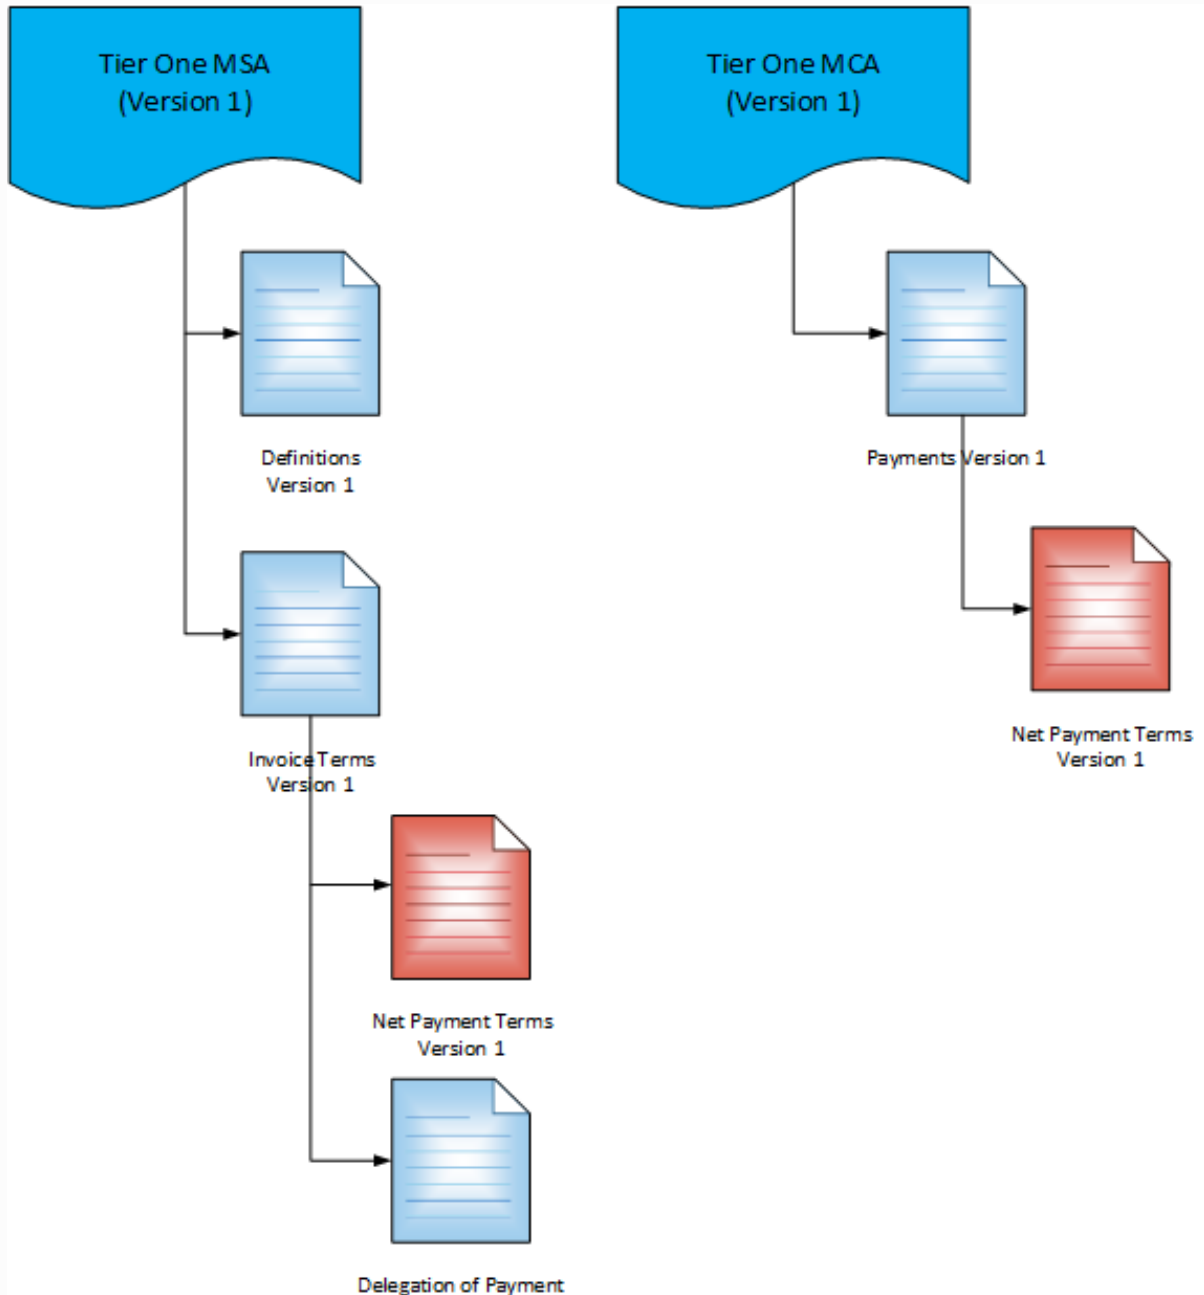 Tier One MSA
(Version 1)
Tier One MCA
(Version 1)
Definitions
Version 1
Payments Version 1
Invoice Terms
Version 1
Net Payment Terms
Version 1
Net Payment Terms
Version 1
Delegation of Payment